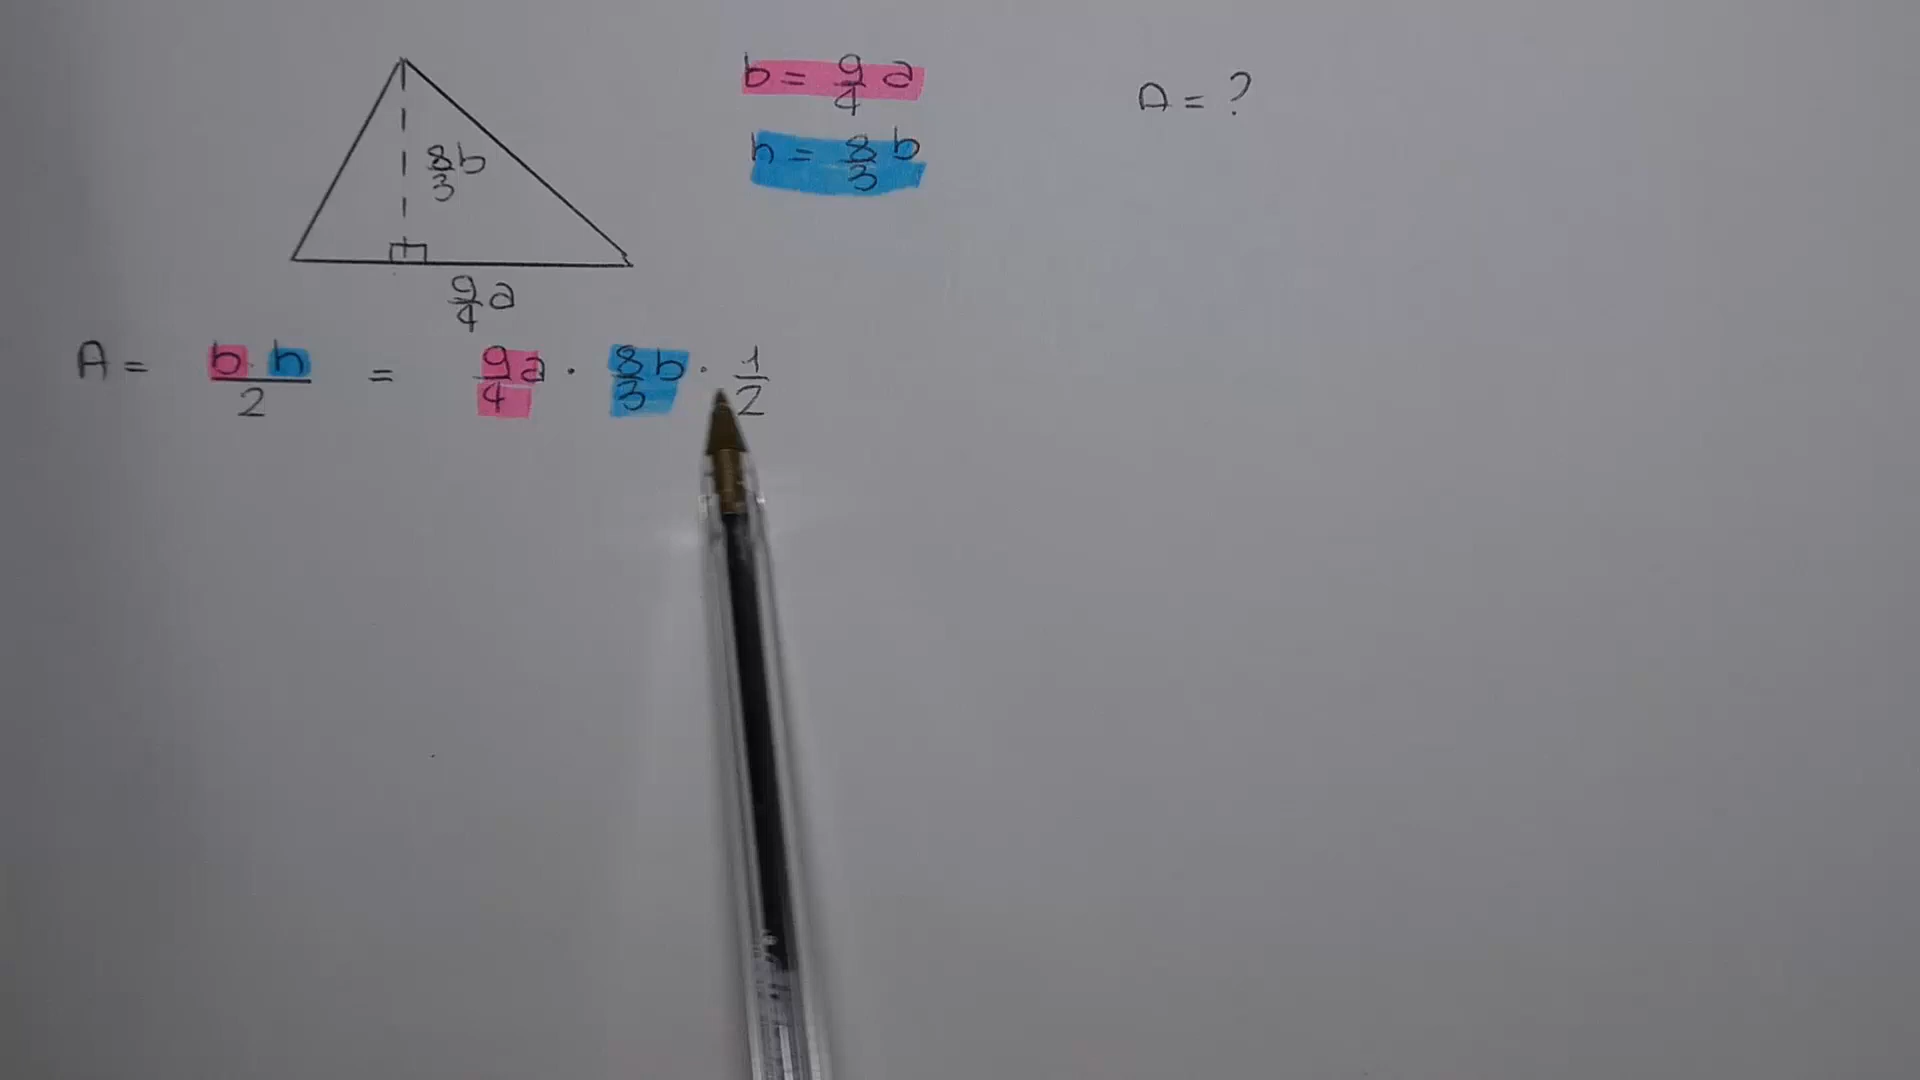 b = 9/4 a
A = ?
h = 8/3 b
8/3 b
9/4 a
A = b · h / 2 = 9/4 a · 8/3 b · 1/2